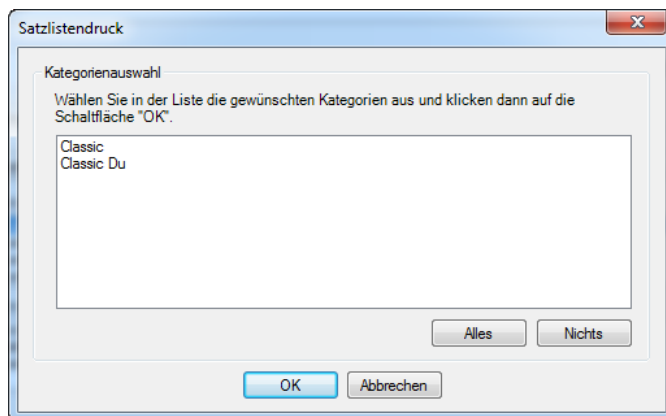 Satzlistendruck
Kategorienauswahl
Wählen Sie in der Liste die gewünschten Kategorien aus und klicken dann auf die
Schaltfläche "OK".
Classic
Classic Du
Alles Nichts
OK Abbrechen